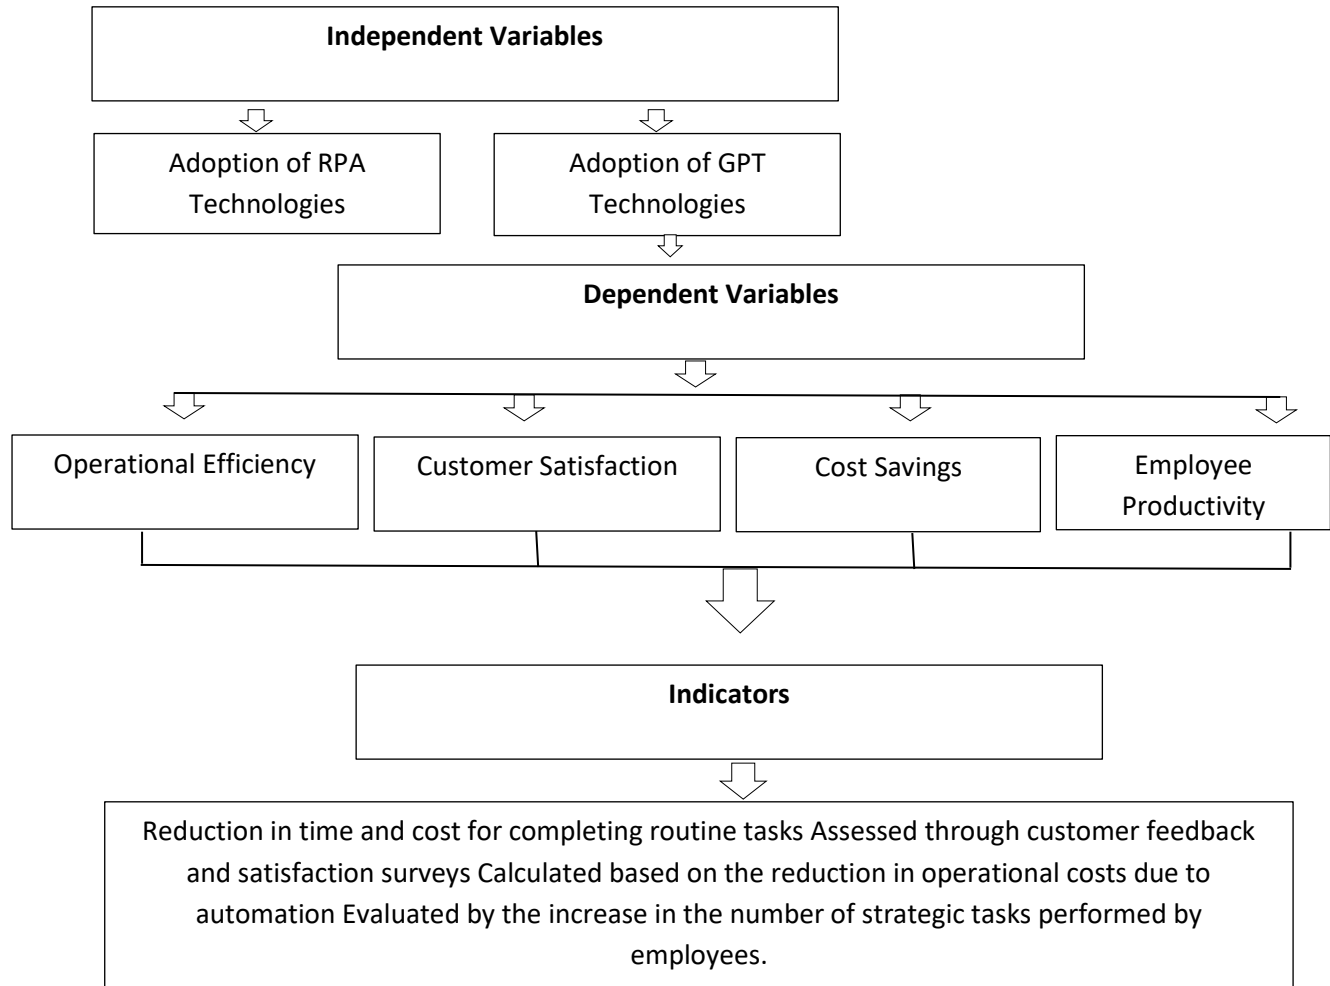 Independent Variables
Adoption of RPA
Technologies
Adoption of GPT
Technologies
Dependent Variables
Operational Efficiency
Customer Satisfaction
Cost Savings
Employee
Productivity
Indicators
Reduction in time and cost for completing routine tasks Assessed through customer feedback
and satisfaction surveys Calculated based on the reduction in operational costs due to
automation Evaluated by the increase in the number of strategic tasks performed by
employees.